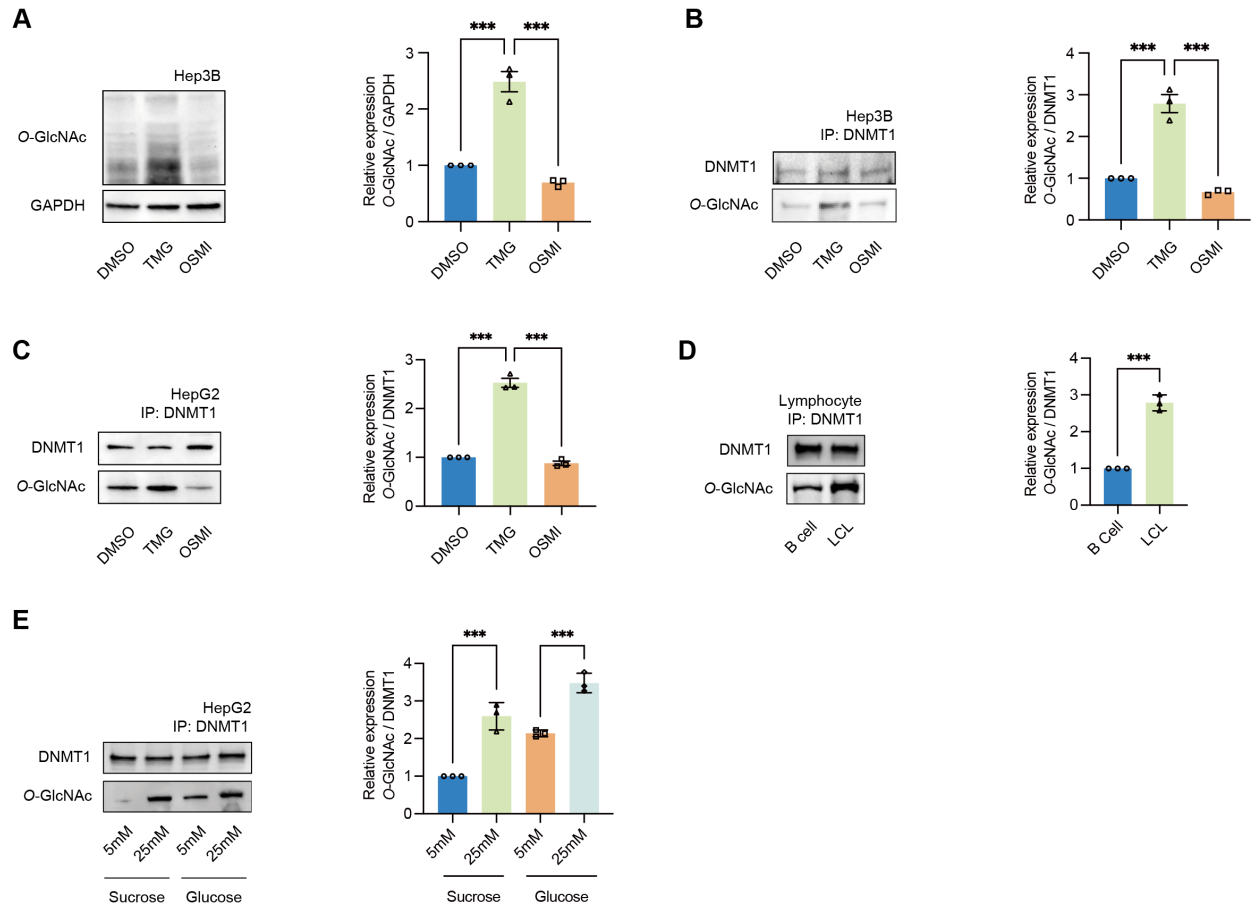 A
Hep3B
O-GlcNAc
GAPDH
DMSO
TMG
OSMI
Relative expression
O-GlcNAc / GAPDH
3
2
1
0
***
***
DMSO
TMG
OSMI
B
Hep3B
IP: DNMT1
DNMT1
O-GlcNAc
DMSO
TMG
OSMI
Relative expression
O-GlcNAc / DNMT1
4
3
2
1
0
***
***
DMSO
TMG
OSMI
C
HepG2
IP: DNMT1
DNMT1
O-GlcNAc
DMSO
TMG
OSMI
Relative expression
O-GlcNAc / DNMT1
3
2
1
0
***
***
DMSO
TMG
OSMI
D
Lymphocyte
IP: DNMT1
DNMT1
O-GlcNAc
B cell
LCL
Relative expression
O-GlcNAc / DNMT1
4
3
2
1
0
***
B Cell
LCL
E
HepG2
IP: DNMT1
DNMT1
O-GlcNAc
5mM
25mM
5mM
25mM
Sucrose
Glucose
Relative expression
O-GlcNAc / DNMT1
4
3
2
1
0
***
***
5mM
25mM
5mM
25mM
Sucrose
Glucose